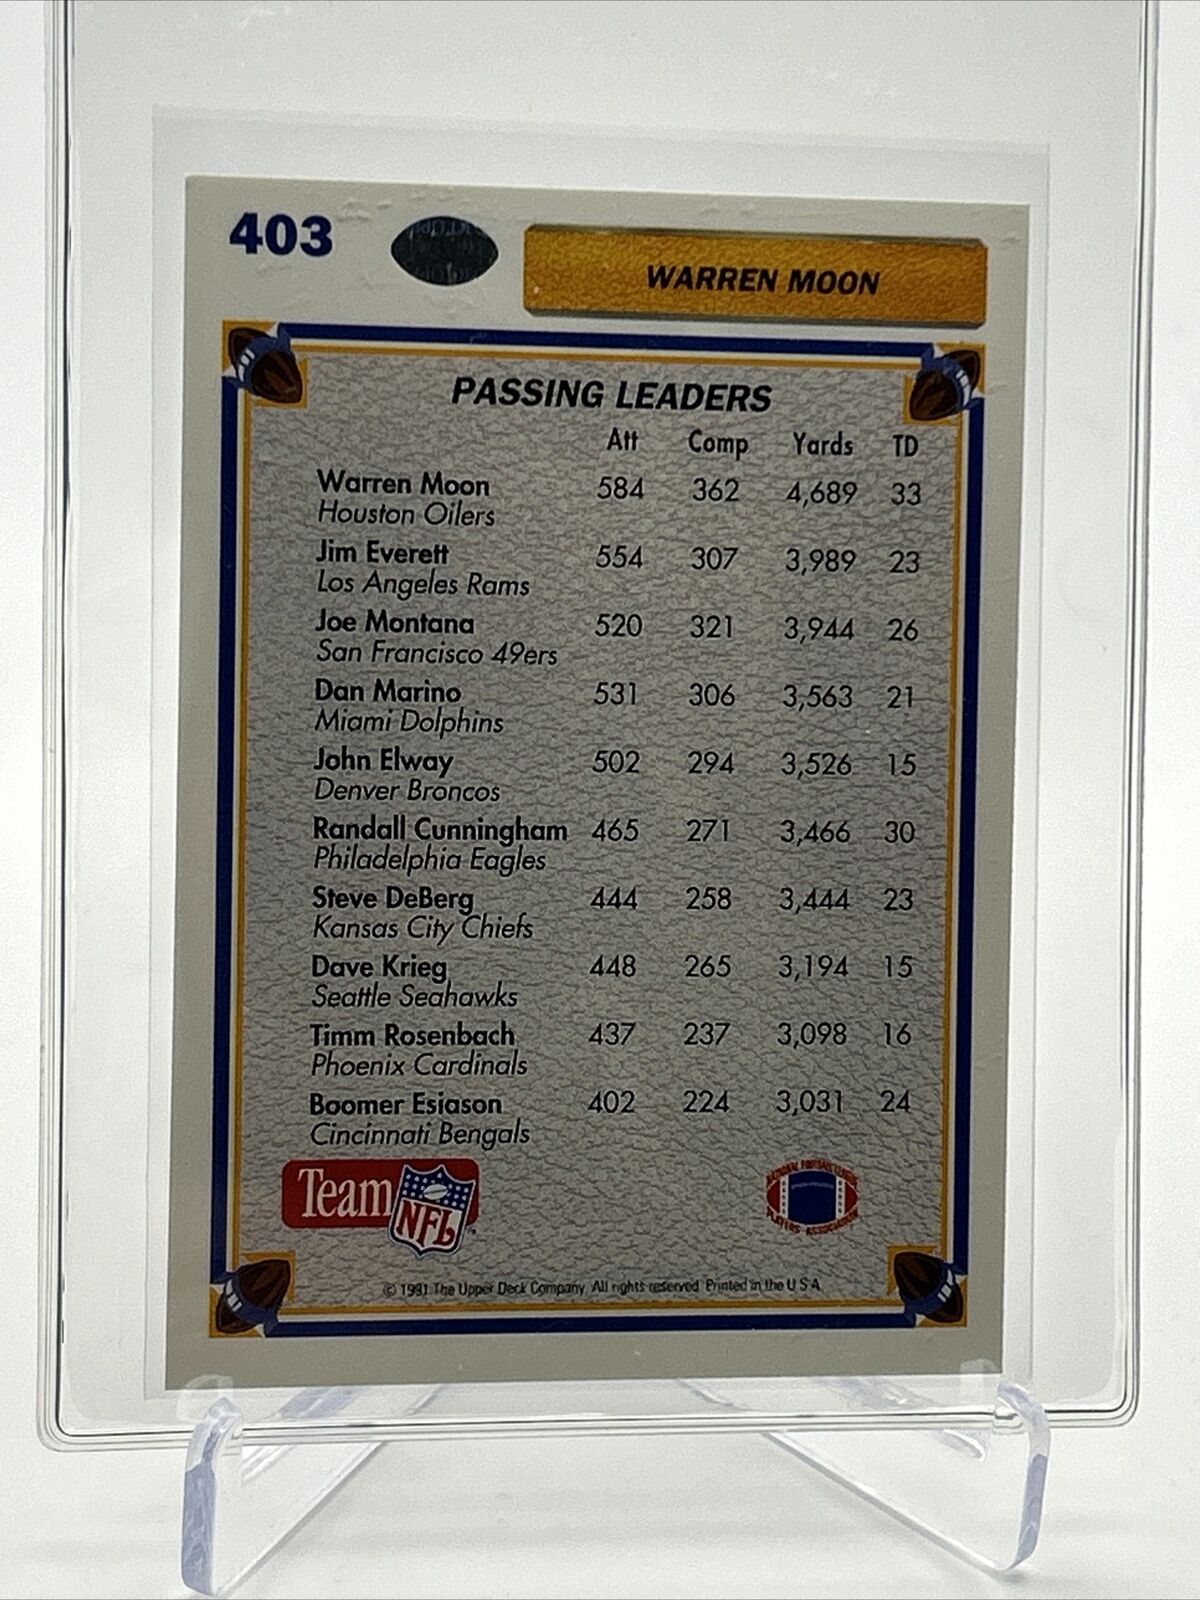 403
WARREN MOON
PASSING LEADERS
Att Comp Yards TD
Warren Moon 584 362 4,689 33
Houston Oilers
Jim Everett 554 307 3,989 23
Los Angeles Rams
Joe Montana 520 321 3,944 26
San Francisco 49ers
Dan Marino 531 306 3,563 21
Miami Dolphins
John Elway 502 294 3,526 15
Denver Broncos
Randall Cunningham 465 271 3,466 30
Philadelphia Eagles
Steve DeBerg 444 258 3,444 23
Kansas City Chiefs
Dave Krieg 448 265 3,194 15
Seattle Seahawks
Timm Rosenbach 437 237 3,098 16
Phoenix Cardinals
Boomer Esiason 402 224 3,031 24
Cincinnati Bengals
Team NFL
NATIONAL FOOTBALL LEAGUE
PLAYERS ASSOCIATION
© 1991 The Upper Deck Company. All rights reserved. Printed in the U S A